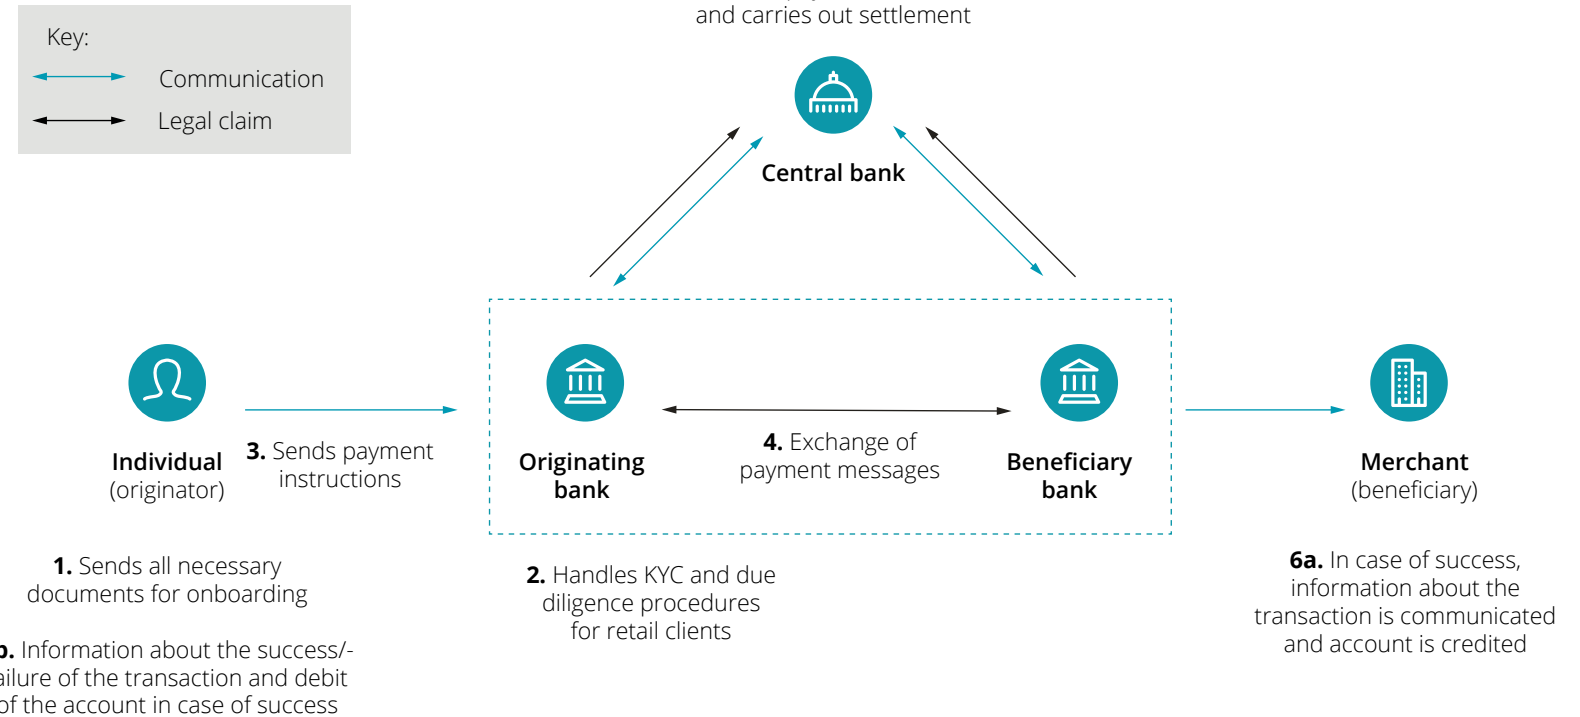 Key:
Communication
Legal claim
and carries out settlement
Central bank
Individual
(originator)
3. Sends payment
instructions
Originating
bank
4. Exchange of
payment messages
Beneficiary
bank
Merchant
(beneficiary)
1. Sends all necessary
documents for onboarding
2. Handles KYC and due
diligence procedures
for retail clients
6a. In case of success,
information about the
transaction is communicated
and account is credited
Information about the success/-
ailure of the transaction and debit
of the account in case of success